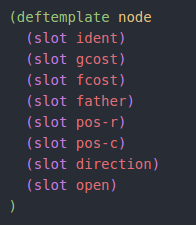 (deftemplate node
  (slot ident)
  (slot gcost)
  (slot fcost)
  (slot father)
  (slot pos-r)
  (slot pos-c)
  (slot direction)
  (slot open)
)